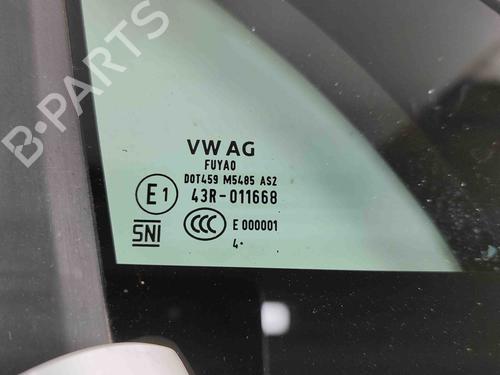 B-PARTS
VW AG
FUYAO
DOT459 M5485 AS2
E1 43R-011668
SNI CCC E 000001
4.